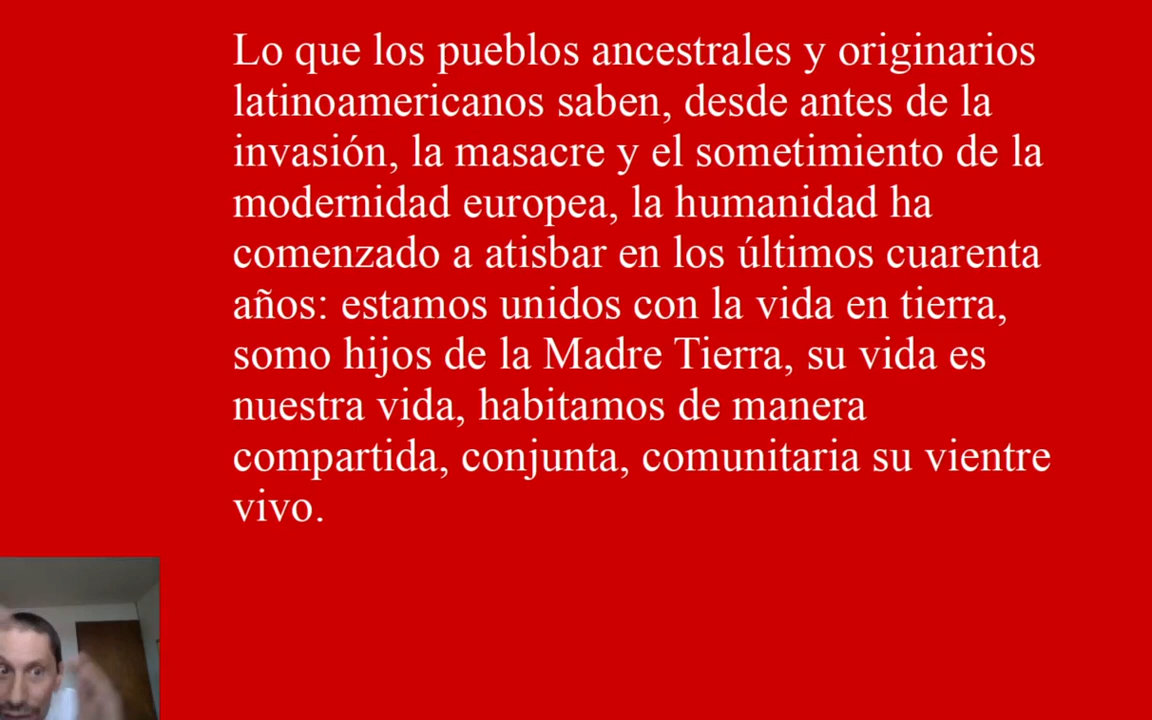 Lo que los pueblos ancestrales y originarios
latinoamericanos saben, desde antes de la
invasión, la masacre y el sometimiento de la
modernidad europea, la humanidad ha
comenzado a atisbar en los últimos cuarenta
años: estamos unidos con la vida en tierra,
somo hijos de la Madre Tierra, su vida es
nuestra vida, habitamos de manera
compartida, conjunta, comunitaria su vientre
vivo.